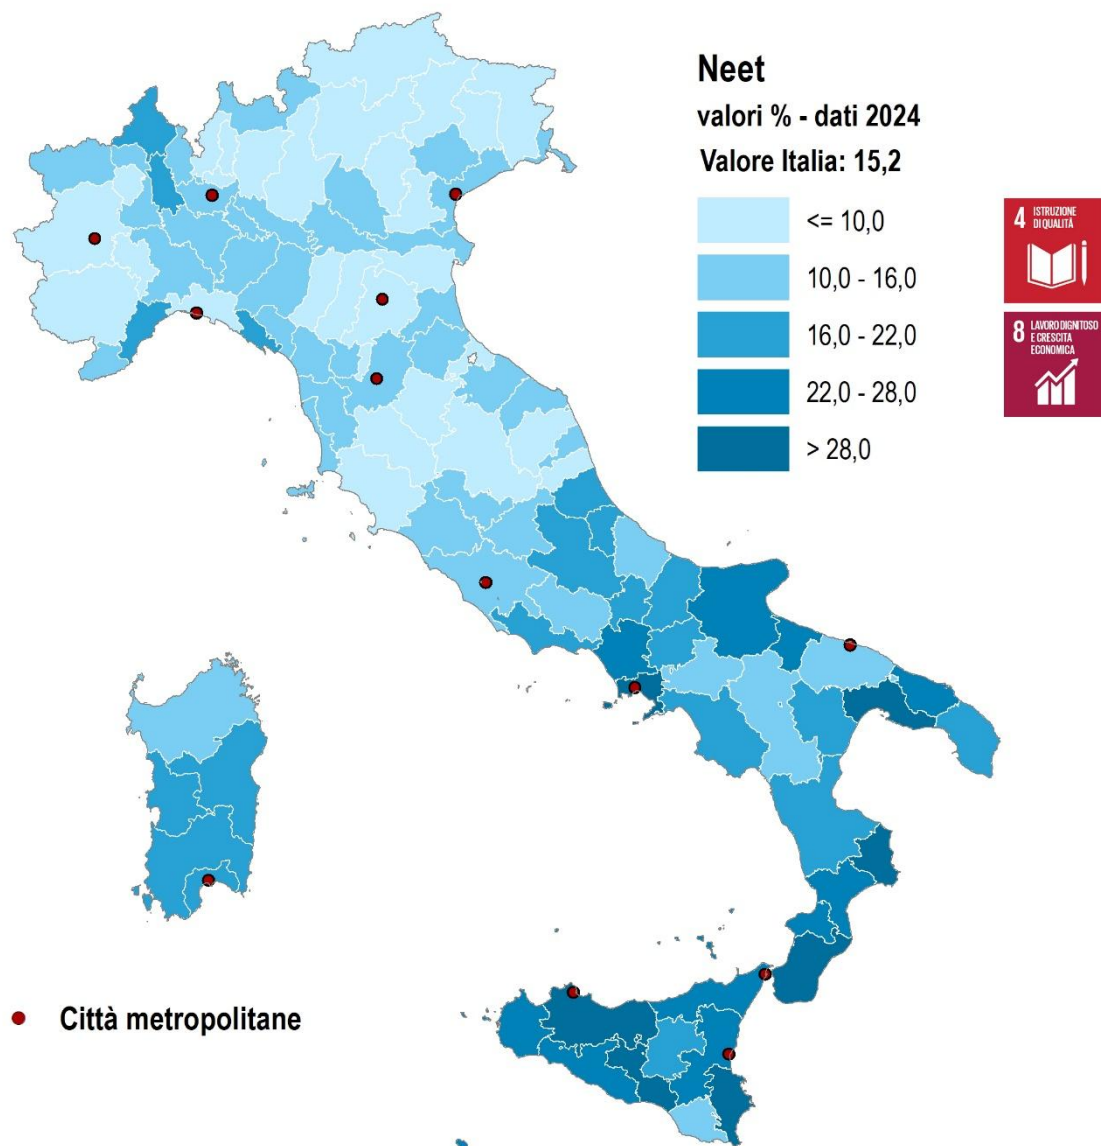 Neet
valori % - dati 2024
Valore Italia: 15,2
<= 10,0
10,0 - 16,0
16,0 - 22,0
22,0 - 28,0
> 28,0
4 ISTRUZIONE
DI QUALITÀ
8 LAVORO DIGNITOSO
E CRESCITA
ECONOMICA
Città metropolitane